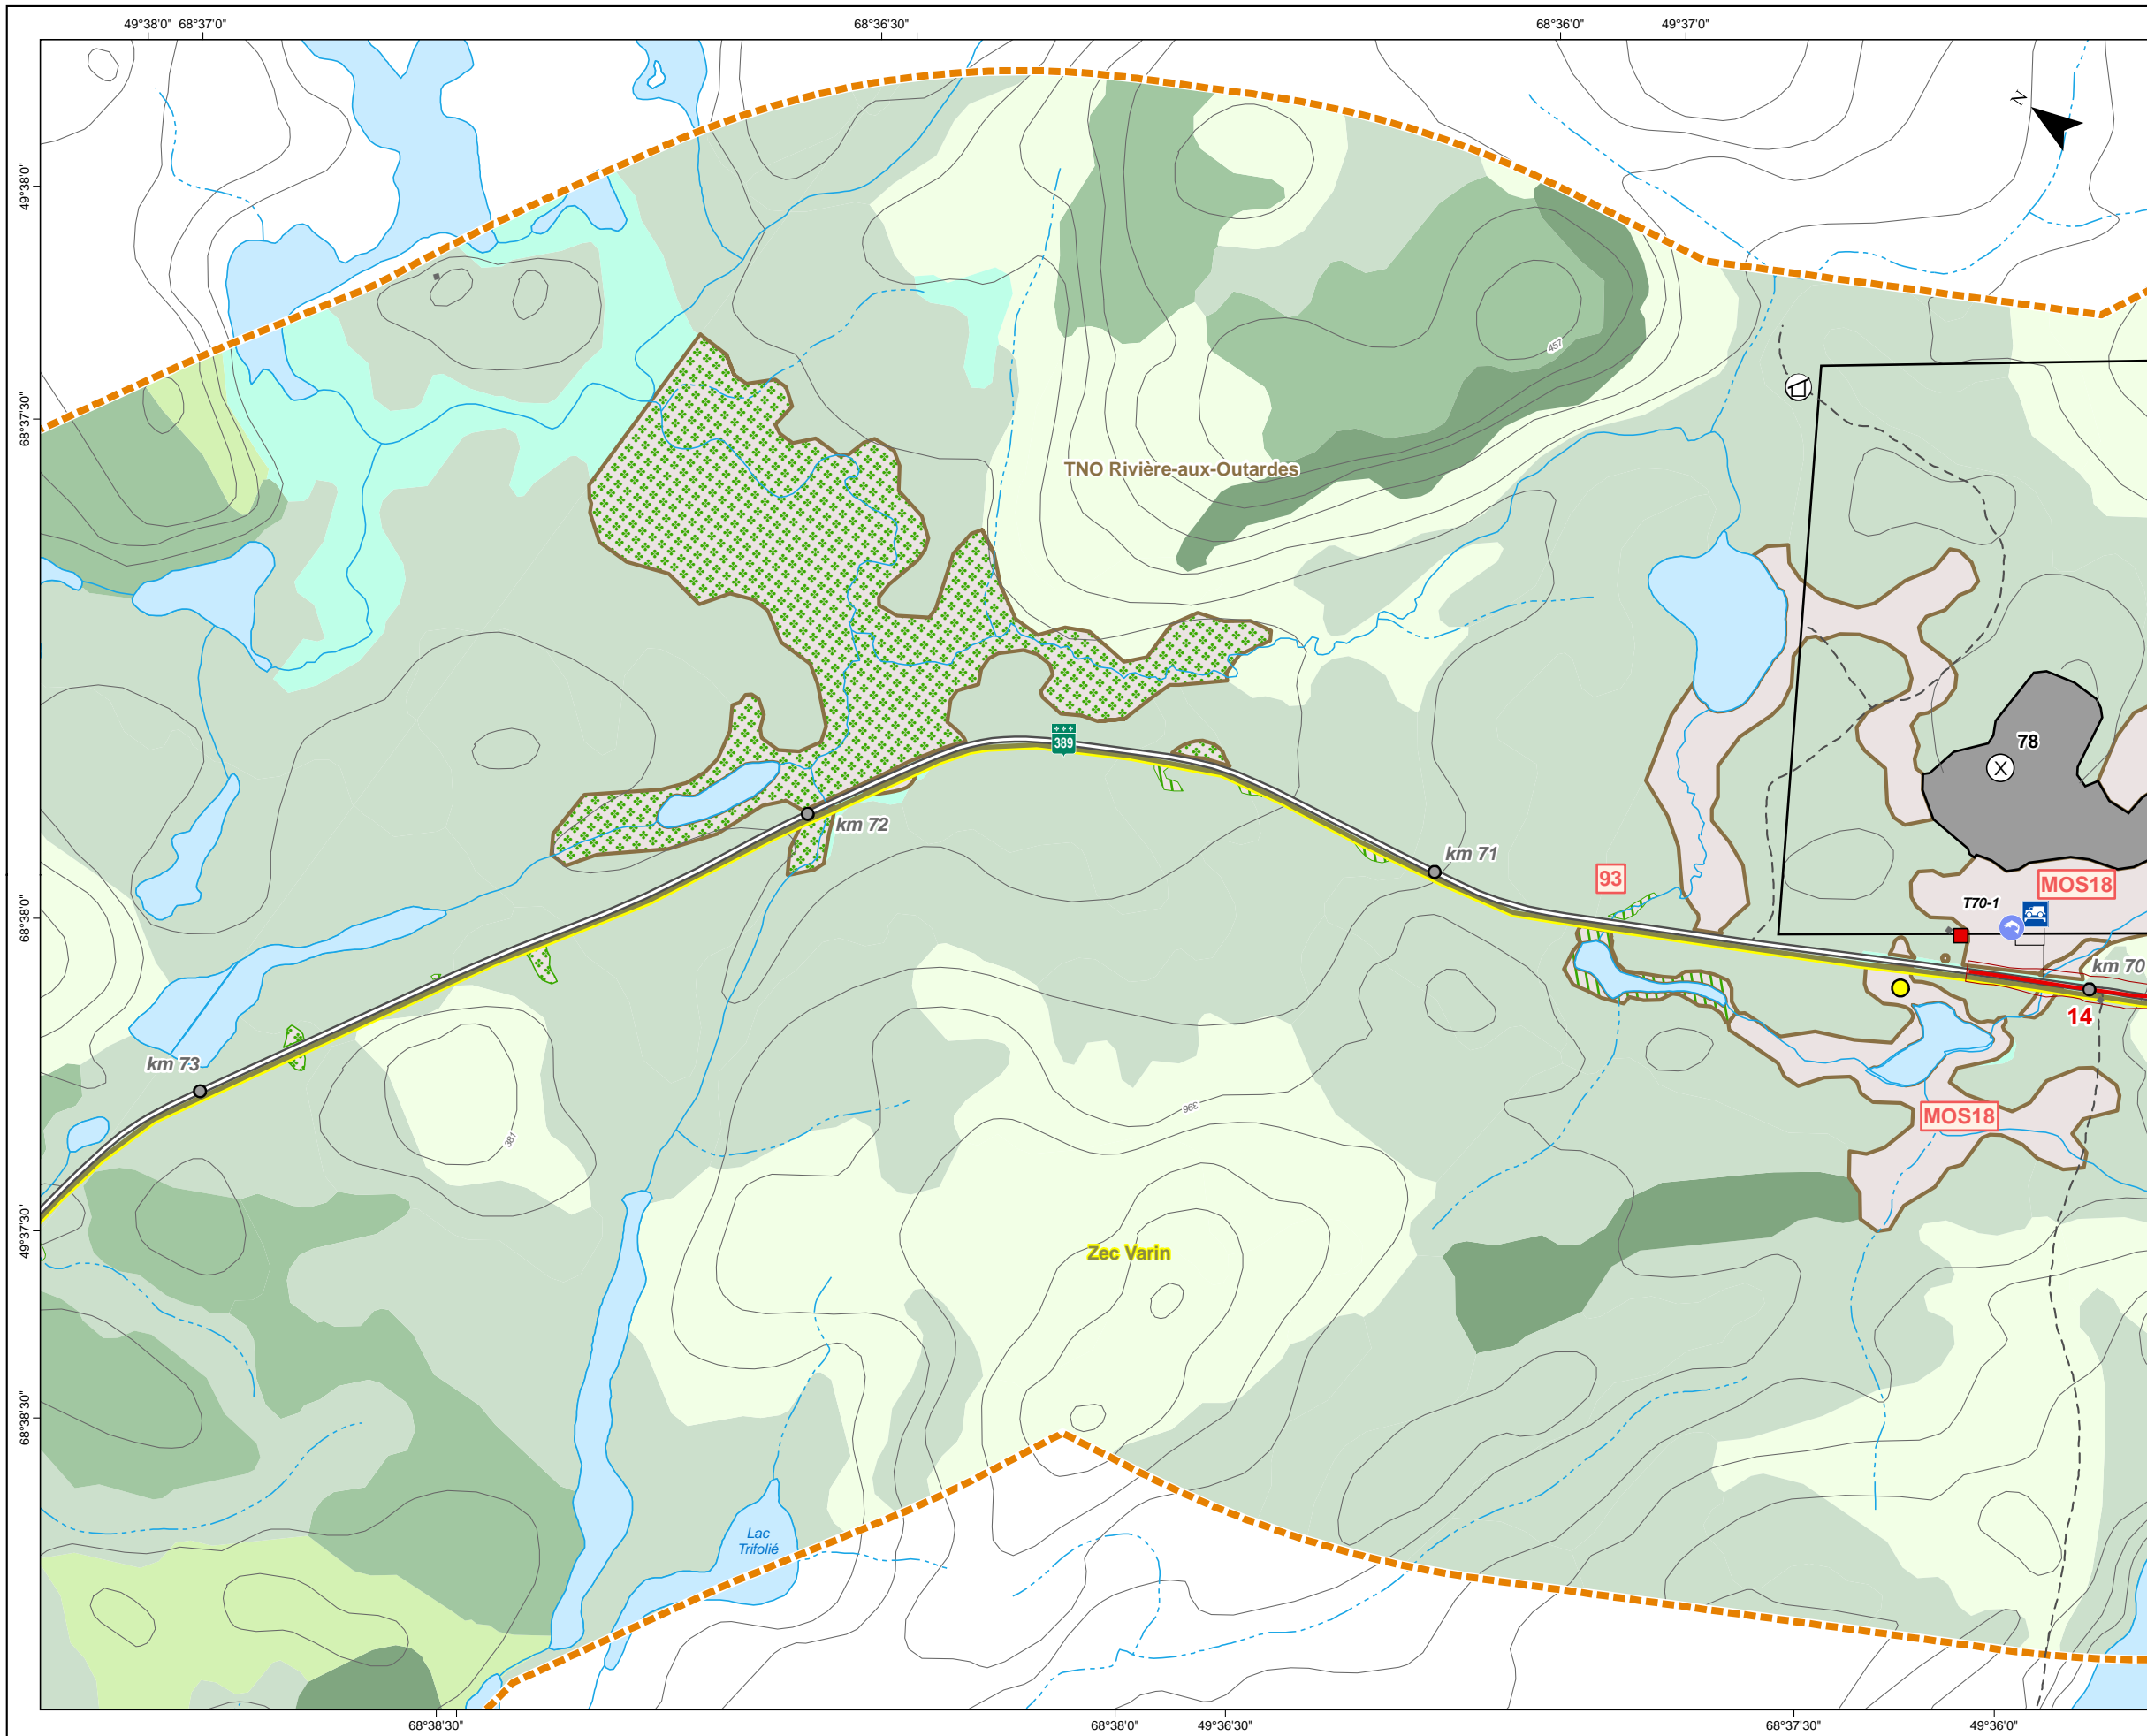 49°38'0" 68°37'0"
68°36'30"
68°36'0"
49°37'0"
N
49°38'0"
457
68°37'30"
TNO Rivière-aux-Outardes
389
78
X
km 72
km 71
93
MOS18
T70-1
68°38'0"
km 70
14
km 73
396
MOS18
381
49°37'30"
Zec Varin
68°38'30"
Lac
Trifolié
68°38'30"
68°38'0"
49°36'30"
68°37'30"
49°36'0"